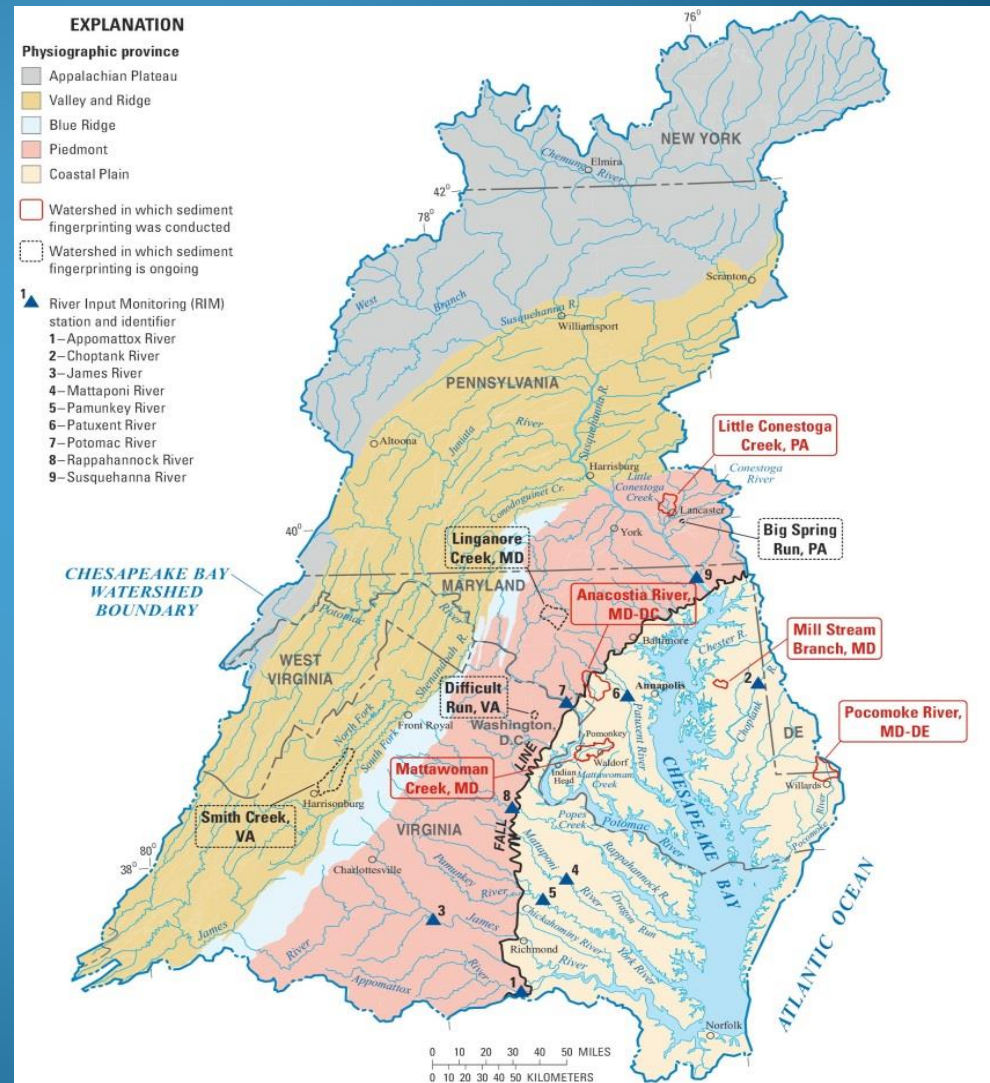 EXPLANATION
Physiographic province
Appalachian Plateau
Valley and Ridge
Blue Ridge
Piedmont
Coastal Plain
Watershed in which sediment
fingerprinting was conducted
Watershed in which sediment
fingerprinting is ongoing
1
River Input Monitoring (RIM)
station and identifier
1–Appomattox River
2–Choptank River
3–James River
4–Mattaponi River
5–Pamunkey River
6–Patuxent River
7–Potomac River
8–Rappahannock River
9–Susquehanna River
76°
NEW YORK
Elmira
Chemung
River
42°
78°
Scranton
West
Branch
Susquehanna R.
Williamsport
PENNSYLVANIA
Susquehanna R.
Altoona
Juniata
River
Harrisburg
Little Conestoga
Creek, PA
Conestoga
River
Little
Conestoga
Creek
Lancaster
Conodoguinet Cr.
York
Big Spring
Run, PA
40°
Linganore
Creek, MD
CHESAPEAKE BAY
WATERSHED
BOUNDARY
MARYLAND
9
Anacostia River,
MD-DC
Potomac
River
Baltimore
Chester R.
Mill Stream
Branch, MD
WEST
VIRGINIA
Shenandoah R.
Difficult
Run, VA
7
6
Annapolis
2
Choptank
R.
Front Royal
Washington,
D.C.
Patuxent River
DE
Pocomoke River,
MD-DE
North Fork
South Fork
Pomonkey
Waldorf
Indian
Head
Mattawoman
Creek
Mattawoman
Creek, MD
LINE
FALL
CHESAPEAKE BAY
Willards
Harrisonburg
Smith Creek,
VA
8
Popes
Creek
Potomac
River
Pocomoke
River
VIRGINIA
80°
38°
Charlottesville
Mattaponi
River
Rappahannock R.
Pamunkey
River
4
5
Dragon Run
3
James
Chickahominy River
York River
James
River
Richmond
River
Appomattox
River
1
ATLANTIC OCEAN
Norfolk
0 10 20 30 40 50 MILES
0 10 20 30 40 50 KILOMETERS